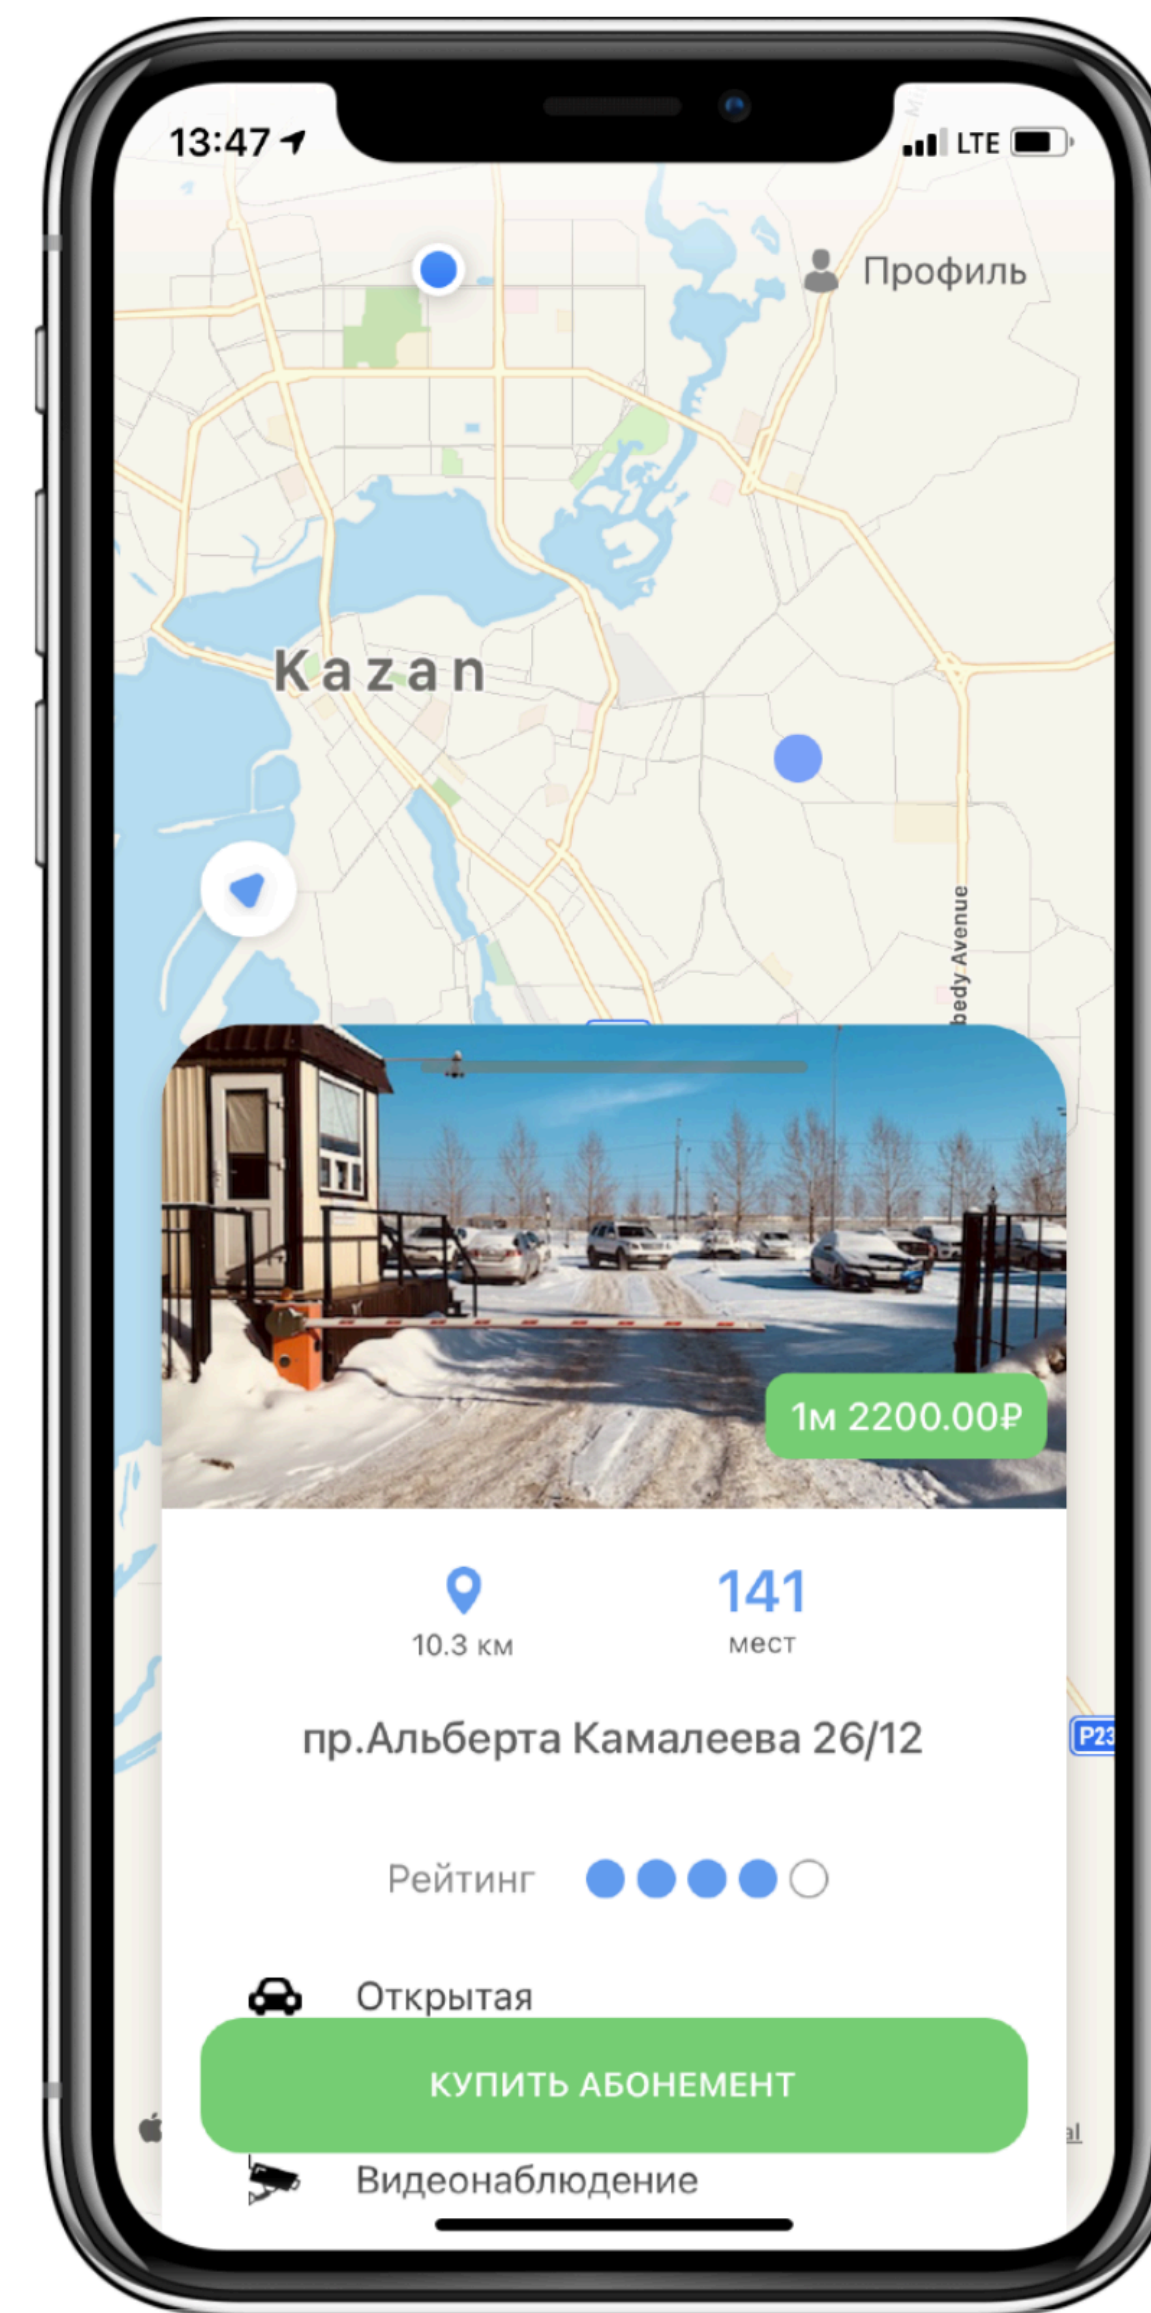 13:47
LTE
Профиль
Kazan
bedy Avenue
1м 2200.00₽
141
10.3 км
мест
пр.Альберта Камалеева 26/12
P23
Рейтинг
Открытая
КУПИТЬ АБОНЕМЕНТ
al
Видеонаблюдение